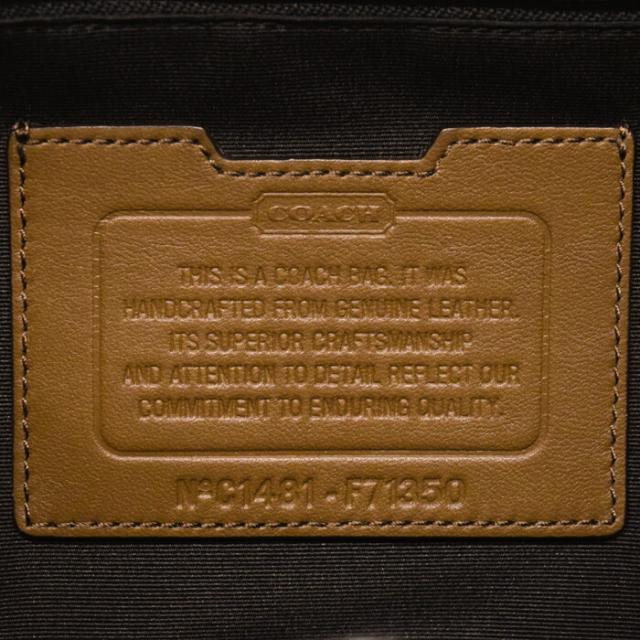 COACH
THIS IS A COACH BAG. IT WAS
HANDCRAFTED FROM GENUINE LEATHER.
ITS SUPERIOR CRAFTSMANSHIP
AND ATTENTION TO DETAIL REFLECT OUR
COMMITMENT TO ENDURING QUALITY.
NºC1481 - F71350